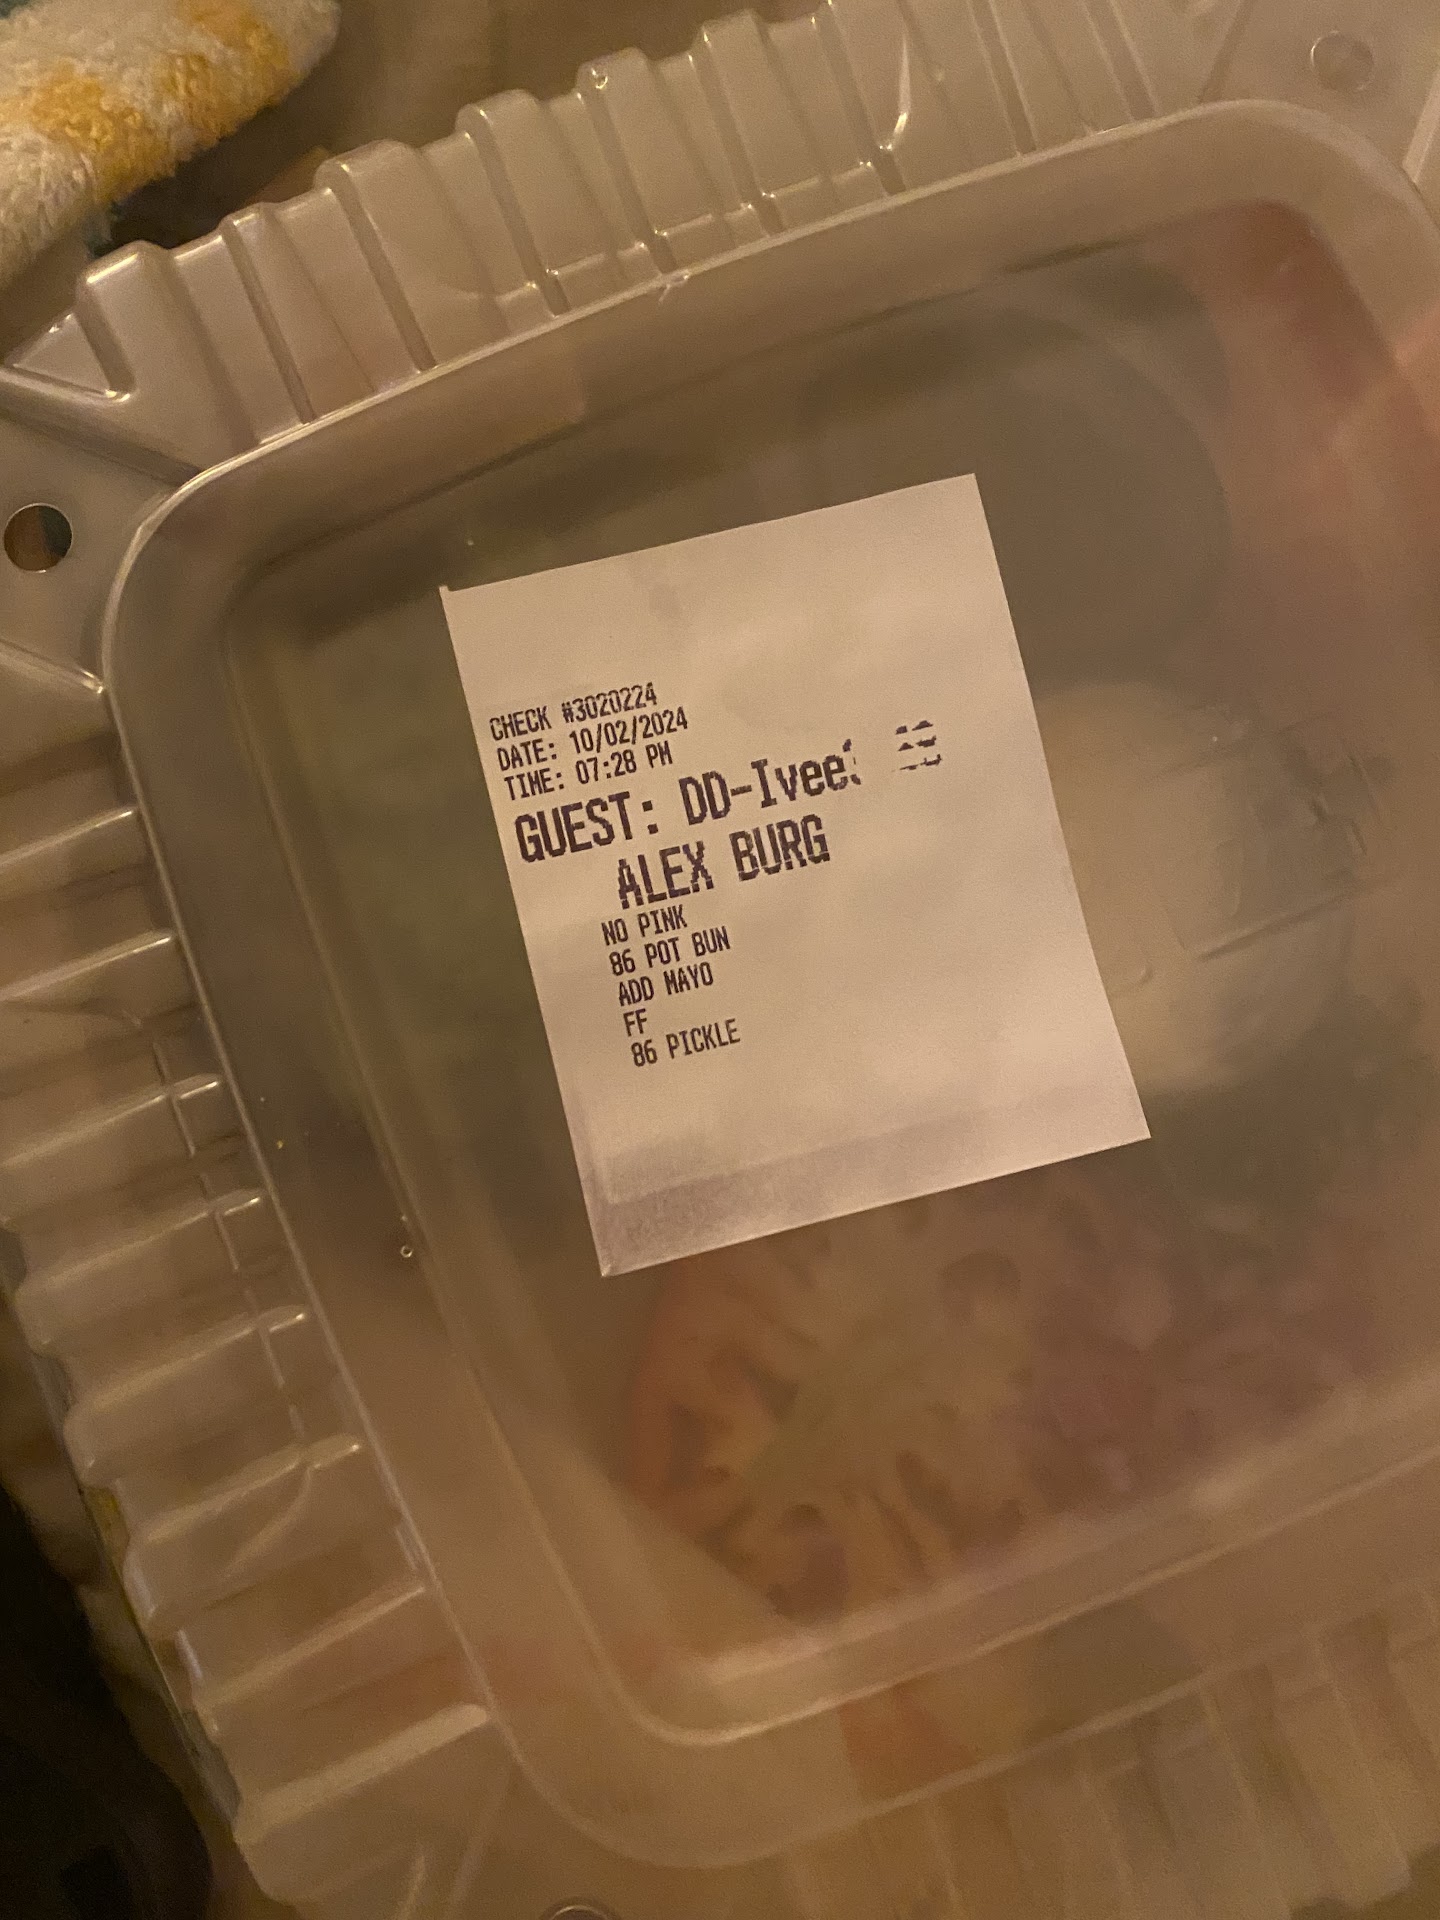 CHECK #3020224
DATE: 10/02/2024
TIME: 07:28 PM
GUEST: DD-Ivee
ALEX BURG
NO PINK
86 POT BUN
ADD MAYO
FF
86 PICKLE